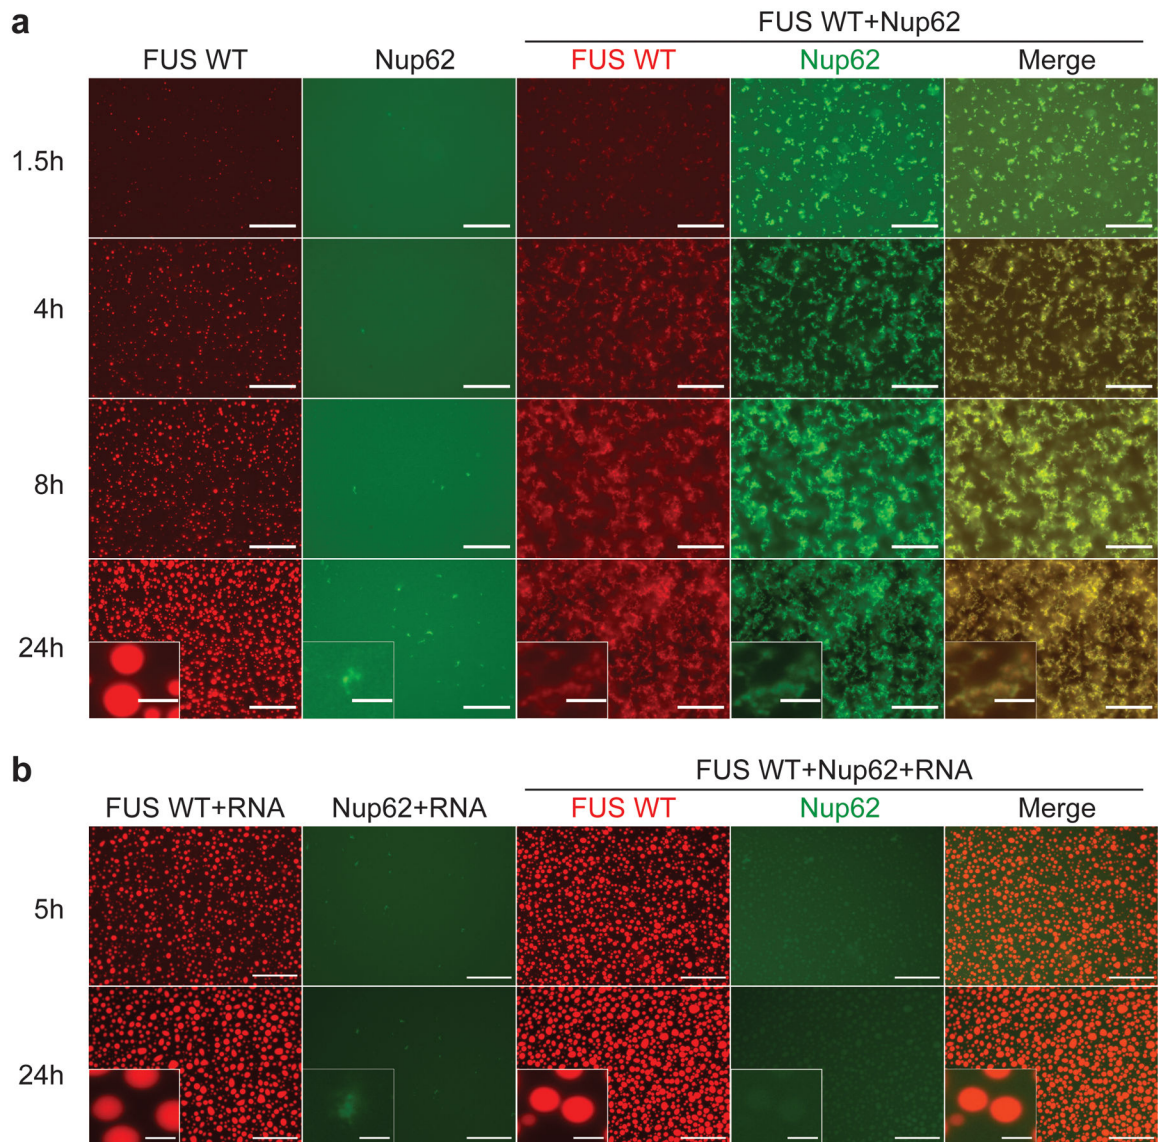 a
FUS WT+Nup62
FUS WT Nup62 FUS WT Nup62 Merge
1.5h
4h
8h
24h
b
FUS WT+Nup62+RNA
FUS WT+RNA Nup62+RNA FUS WT Nup62 Merge
5h
24h